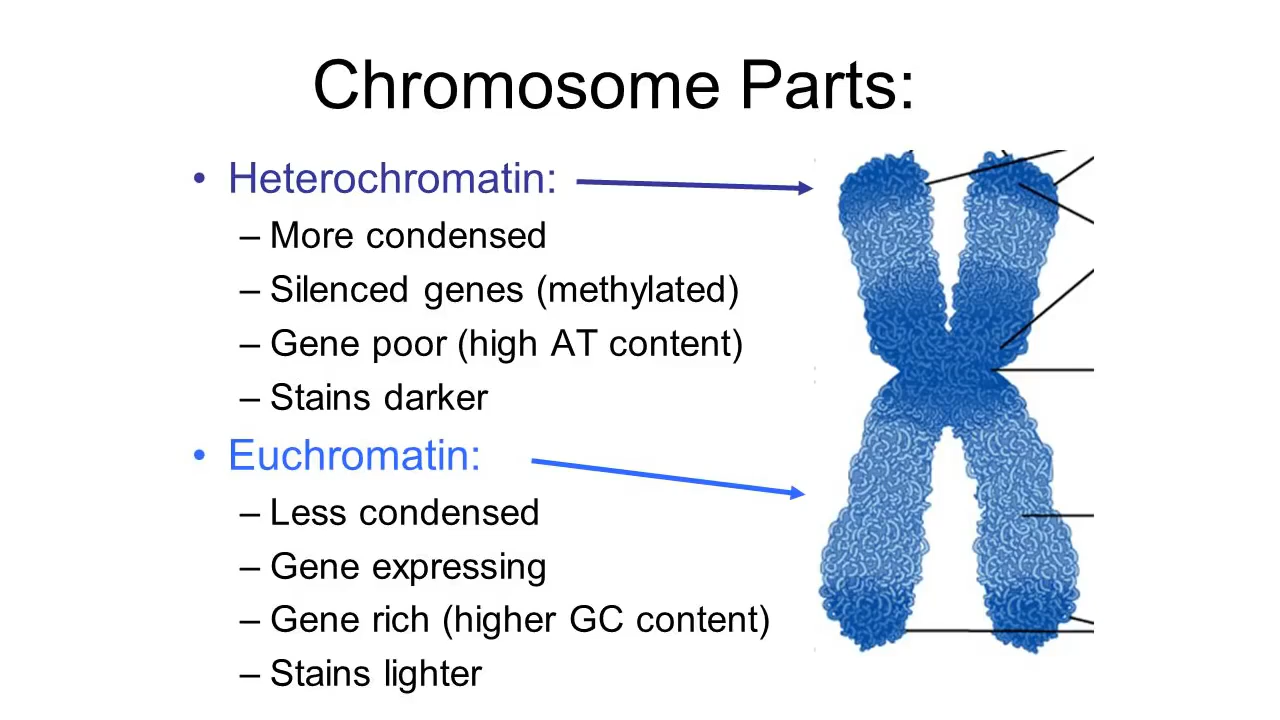 Chromosome Parts:
• Heterochromatin:
– More condensed
– Silenced genes (methylated)
– Gene poor (high AT content)
– Stains darker
• Euchromatin:
– Less condensed
– Gene expressing
– Gene rich (higher GC content)
– Stains lighter